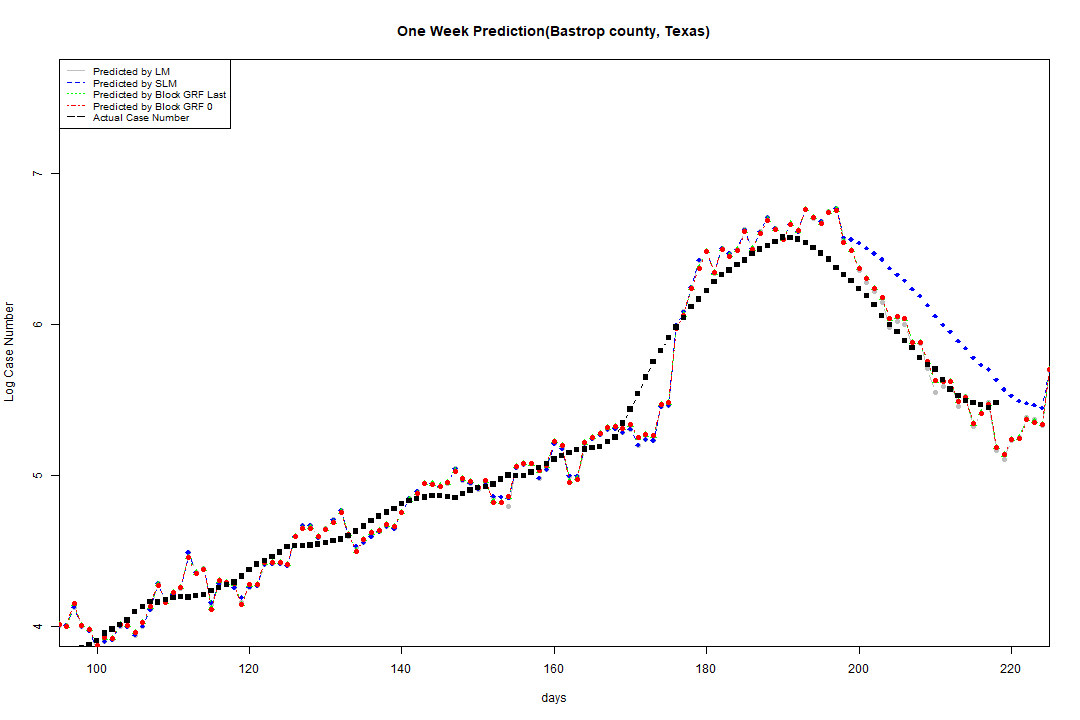 One Week Prediction(Bastrop county, Texas)
Predicted by LM
Predicted by SLM
Predicted by Block GRF Last
Predicted by Block GRF 0
Actual Case Number
7
6
5
4
Log Case Number
100 120 140 160 180 200 220
days